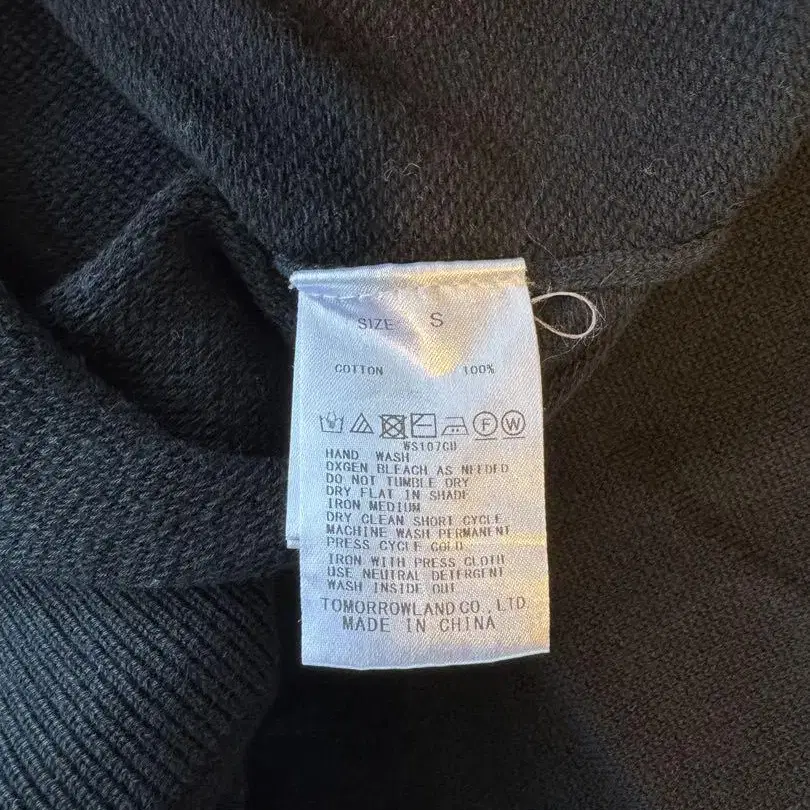 SIZE S
COTTON 100%
F W
WS107CU
HAND WASH
OXGEN BLEACH AS NEEDED
DO NOT TUMBLE DRY
DRY FLAT IN SHADE
IRON MEDIUM
DRY CLEAN SHORT CYCLE
MACHINE WASH PERMANENT
PRESS CYCLE COLD
IRON WITH PRESS CLOTH
USE NEUTRAL DETERGENT
WASH INSIDE OUT
TOMORROWLAND CO., LTD.
MADE IN CHINA